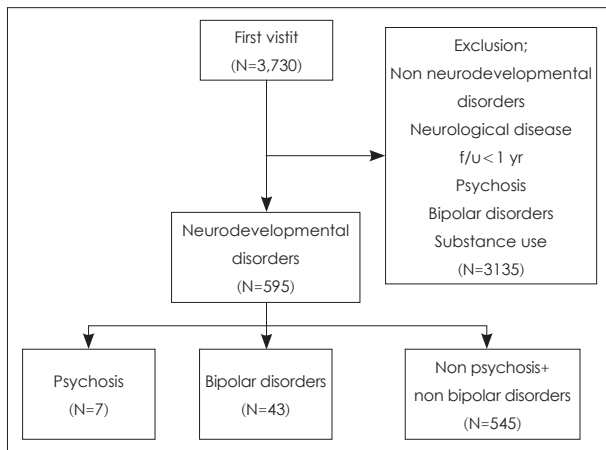 First vistit
(N=3,730)
Exclusion;
Non neurodevelopmental
disorders
Neurological disease
f/u<1 yr
Psychosis
Bipolar disorders
Substance use
(N=3135)
Neurodevelopmental
disorders
(N=595)
Psychosis
(N=7)
Bipolar disorders
(N=43)
Non psychosis+
non bipolar disorders
(N=545)